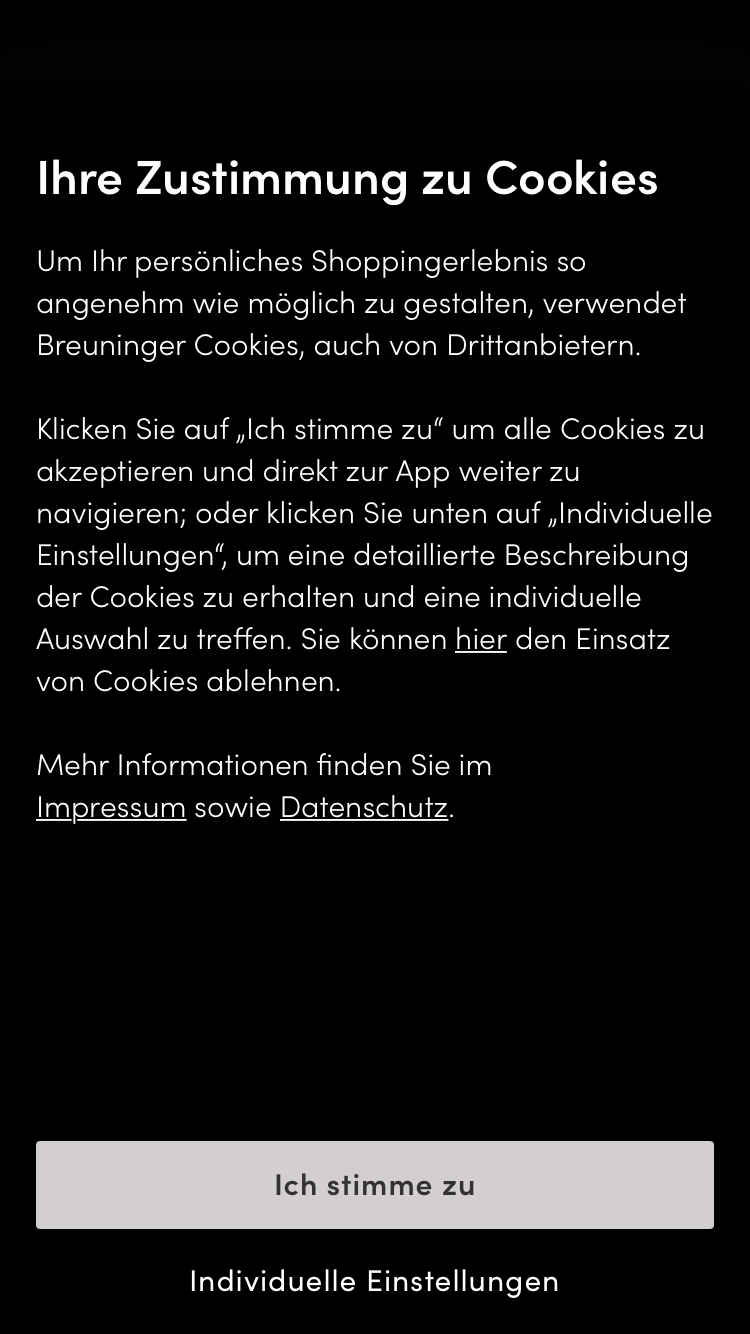 Ihre Zustimmung zu Cookies
Um Ihr persönliches Shoppingerlebnis so
angenehm wie möglich zu gestalten, verwendet
Breuninger Cookies, auch von Drittanbietern.
Klicken Sie auf „Ich stimme zu“ um alle Cookies zu
akzeptieren und direkt zur App weiter zu
navigieren; oder klicken Sie unten auf „Individuelle
Einstellungen“, um eine detaillierte Beschreibung
der Cookies zu erhalten und eine individuelle
Auswahl zu treffen. Sie können hier den Einsatz
von Cookies ablehnen.
Mehr Informationen finden Sie im
Impressum sowie Datenschutz.
Ich stimme zu
Individuelle Einstellungen